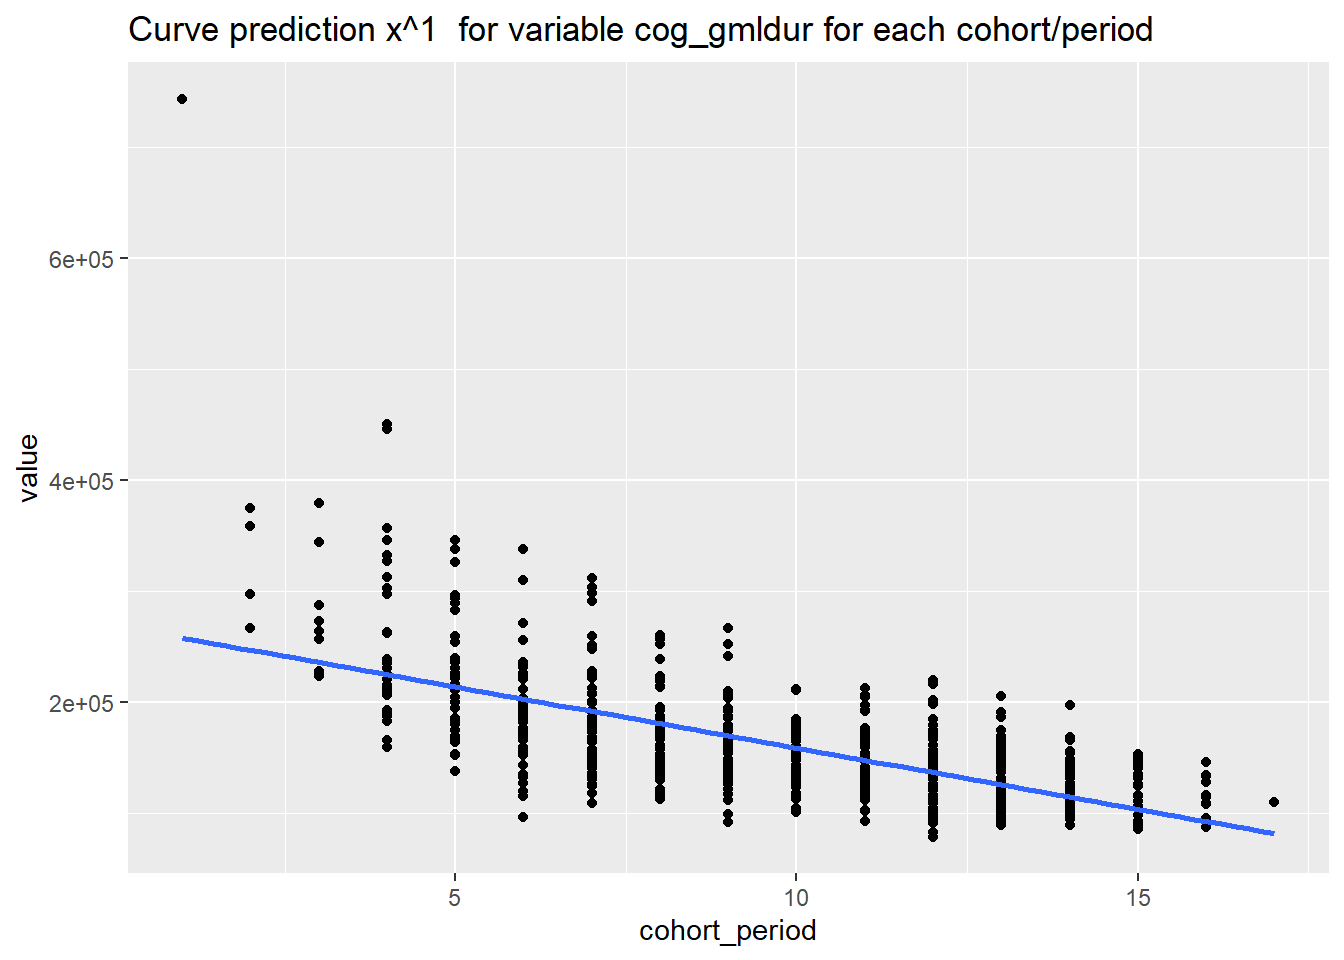 Curve prediction x^1  for variable cog_gmldur for each cohort/period
6e+05
4e+05
2e+05
value
5
10
15
cohort_period